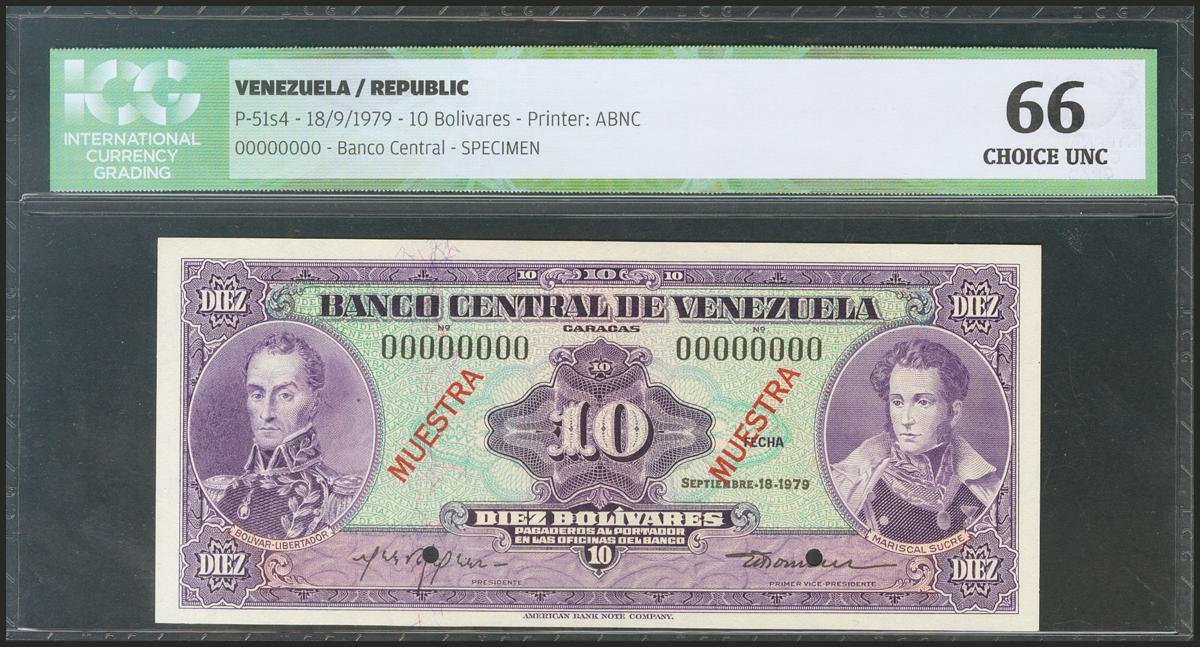 ICG
INTERNATIONAL
CURRENCY
GRADING
VENEZUELA / REPUBLIC
P-51s4 - 18/9/1979 - 10 Bolivares - Printer: ABNC
00000000 - Banco Central - SPECIMEN
66
CHOICE UNC
10 10 10
DIEZ DIEZ
BANCO CENTRAL DE VENEZUELA
CARACAS
Nº 00000000
Nº 00000000
10
10
MUESTRA
MUESTRA
FECHA
SEPTIEMBRE-18-1979
BOLIVAR-LIBERTADOR
MARISCAL SUCRE
DIEZ BOLÍVARES
PAGADEROS AL PORTADOR
EN LAS OFICINAS DEL BANCO
DIEZ 10 DIEZ
PRESIDENTE
PRIMER VICE-PRESIDENTE
AMERICAN BANK NOTE COMPANY.